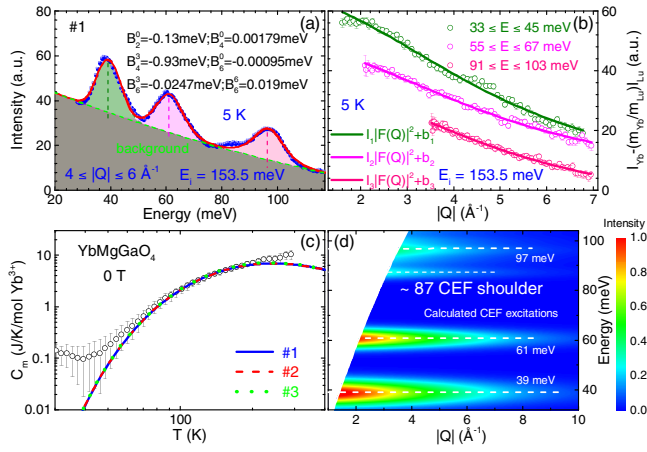 #1
(a)
B₂⁰=-0.13meV;B₄⁰=0.00179meV
B₄³=-0.93meV;B₆⁰=-0.00095meV
B₆³=-0.0247meV;B₆⁶=0.019meV
5 K
background
4 ≤ |Q| ≤ 6 Å⁻¹
Eᵢ = 153.5 meV
Intensity (a.u.)
80
60
40
20
0
20
40
60
80
100
Energy (meV)
(b)
33 ≤ E ≤ 45 meV
55 ≤ E ≤ 67 meV
91 ≤ E ≤ 103 meV
5 K
I₁|F(Q)|²+b₁
I₂|F(Q)|²+b₂
I₃|F(Q)|²+b₃
Eᵢ = 153.5 meV
1
2
3
4
5
6
7
|Q| (Å⁻¹)
60
40
20
0
I_Yb-(m_Yb/m_Lu)I_Lu (a.u.)
(c)
YbMgGaO₄
0 T
#1
#2
#3
Cₘ (J/K/mol Yb³⁺)
10
1
0.1
0.01
100
T (K)
(d)
97 meV
~ 87 CEF shoulder
Calculated CEF excitations
61 meV
39 meV
2
4
6
8
10
|Q| (Å⁻¹)
100
80
60
40
Energy (meV)
Intensity
1.0
0.8
0.6
0.4
0.2
0.0